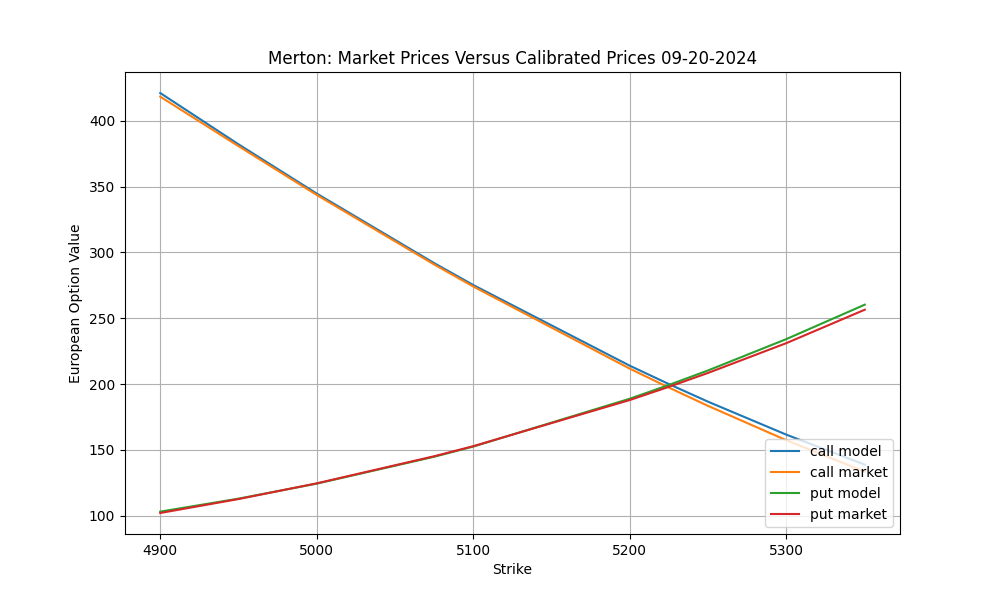 Merton: Market Prices Versus Calibrated Prices 09-20-2024
European Option Value
400
350
300
250
200
150
100
4900
5000
5100
5200
5300
Strike
call model
call market
put model
put market